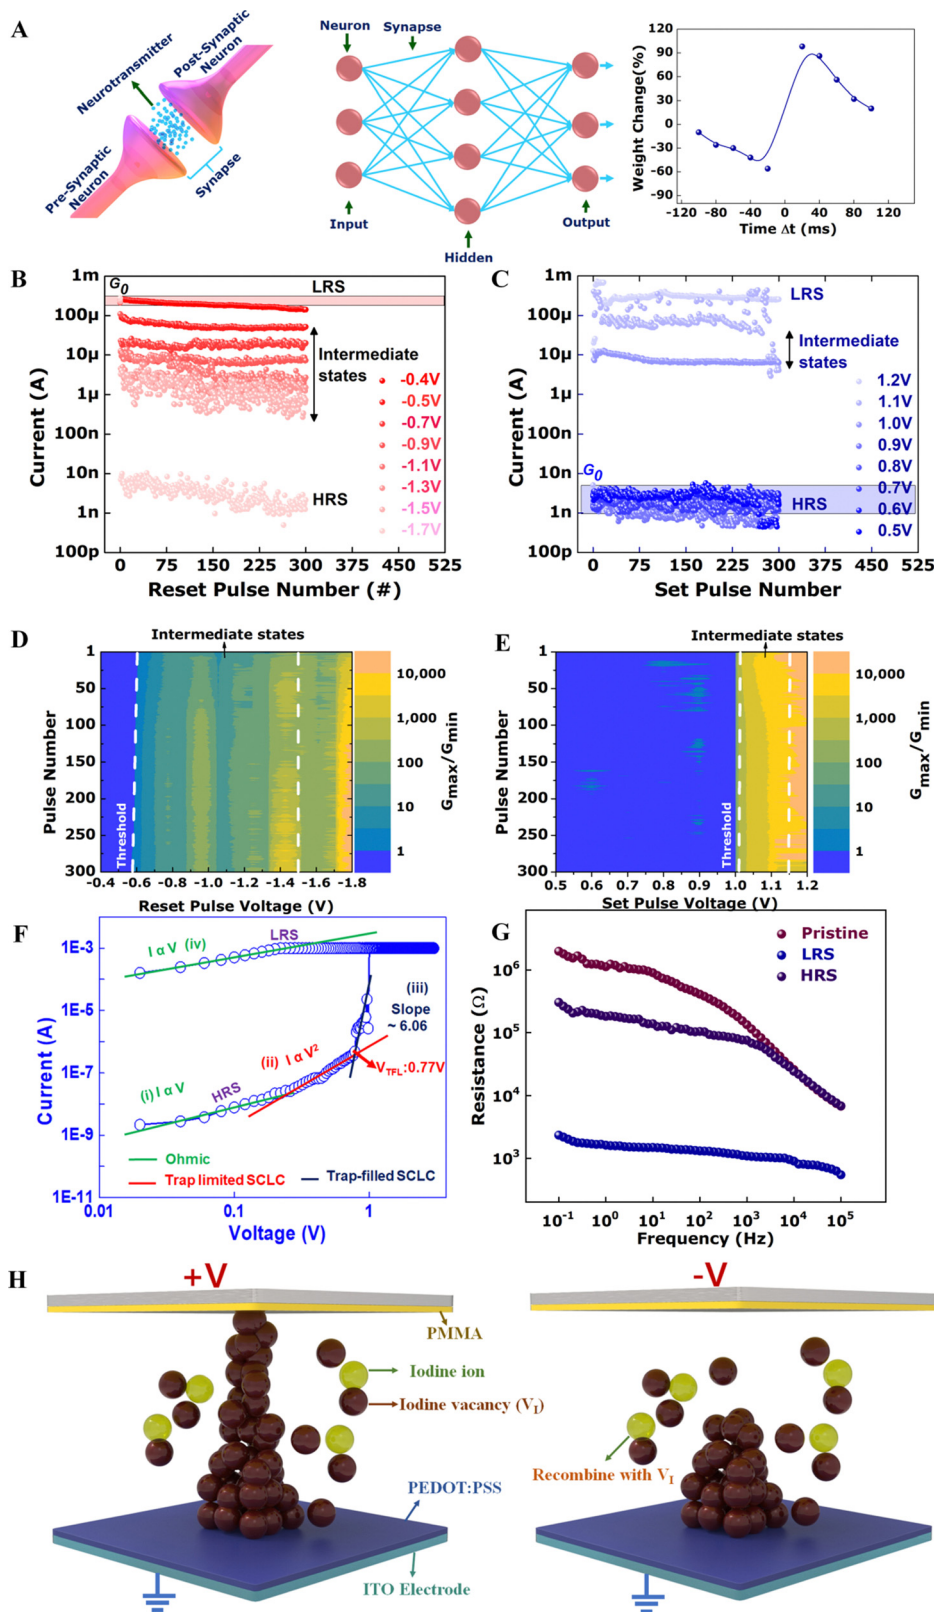 A
Neurotransmitter
Post-Synaptic
Neuron
Pre-Synaptic
Neuron
Synapse
Neuron
Synapse
Input
Hidden
Output
Weight Change(%)
120
90
60
30
0
-30
-60
-90
-120 -80 -40 0 40 80 120
Time Δt (ms)
B
Current (A)
1m
100μ
10μ
1μ
100n
10n
1n
100p
G0
LRS
Intermediate
states
HRS
-0.4V
-0.5V
-0.7V
-0.9V
-1.1V
-1.3V
-1.5V
-1.7V
0 75 150 225 300 375 450 525
Reset Pulse Number (#)
C
Current (A)
1m
100μ
10μ
1μ
100n
10n
1n
100p
LRS
Intermediate
states
G0
HRS
1.2V
1.1V
1.0V
0.9V
0.8V
0.7V
0.6V
0.5V
0 75 150 225 300 375 450 525
Set Pulse Number
D
Intermediate states
Pulse Number
1
50
100
150
200
250
300
Threshold
-0.4 -0.6 -0.8 -1.0 -1.2 -1.4 -1.6 -1.8
Reset Pulse Voltage (V)
10,000
1,000
100
10
1
Gmax/Gmin
E
Intermediate states
Pulse Number
1
50
100
150
200
250
300
Threshold
0.5 0.6 0.7 0.8 0.9 1.0 1.1 1.2
Set Pulse Voltage (V)
10,000
1,000
100
10
1
Gmax/Gmin
F
Current (A)
1E-3
1E-5
1E-7
1E-9
1E-11
I α V (iv)
LRS
(iii)
Slope
~ 6.06
(ii) I α V²
VTFL:0.77V
(i) I α V
HRS
Ohmic
Trap limited SCLC
Trap-filled SCLC
0.01 0.1 1
Voltage (V)
G
Resistance (Ω)
10⁶
10⁵
10⁴
10³
Pristine
LRS
HRS
10⁻¹ 10⁰ 10¹ 10² 10³ 10⁴ 10⁵
Frequency (Hz)
H
+V
-V
PMMA
Iodine ion
Iodine vacancy (VI)
Recombine with VI
PEDOT:PSS
ITO Electrode